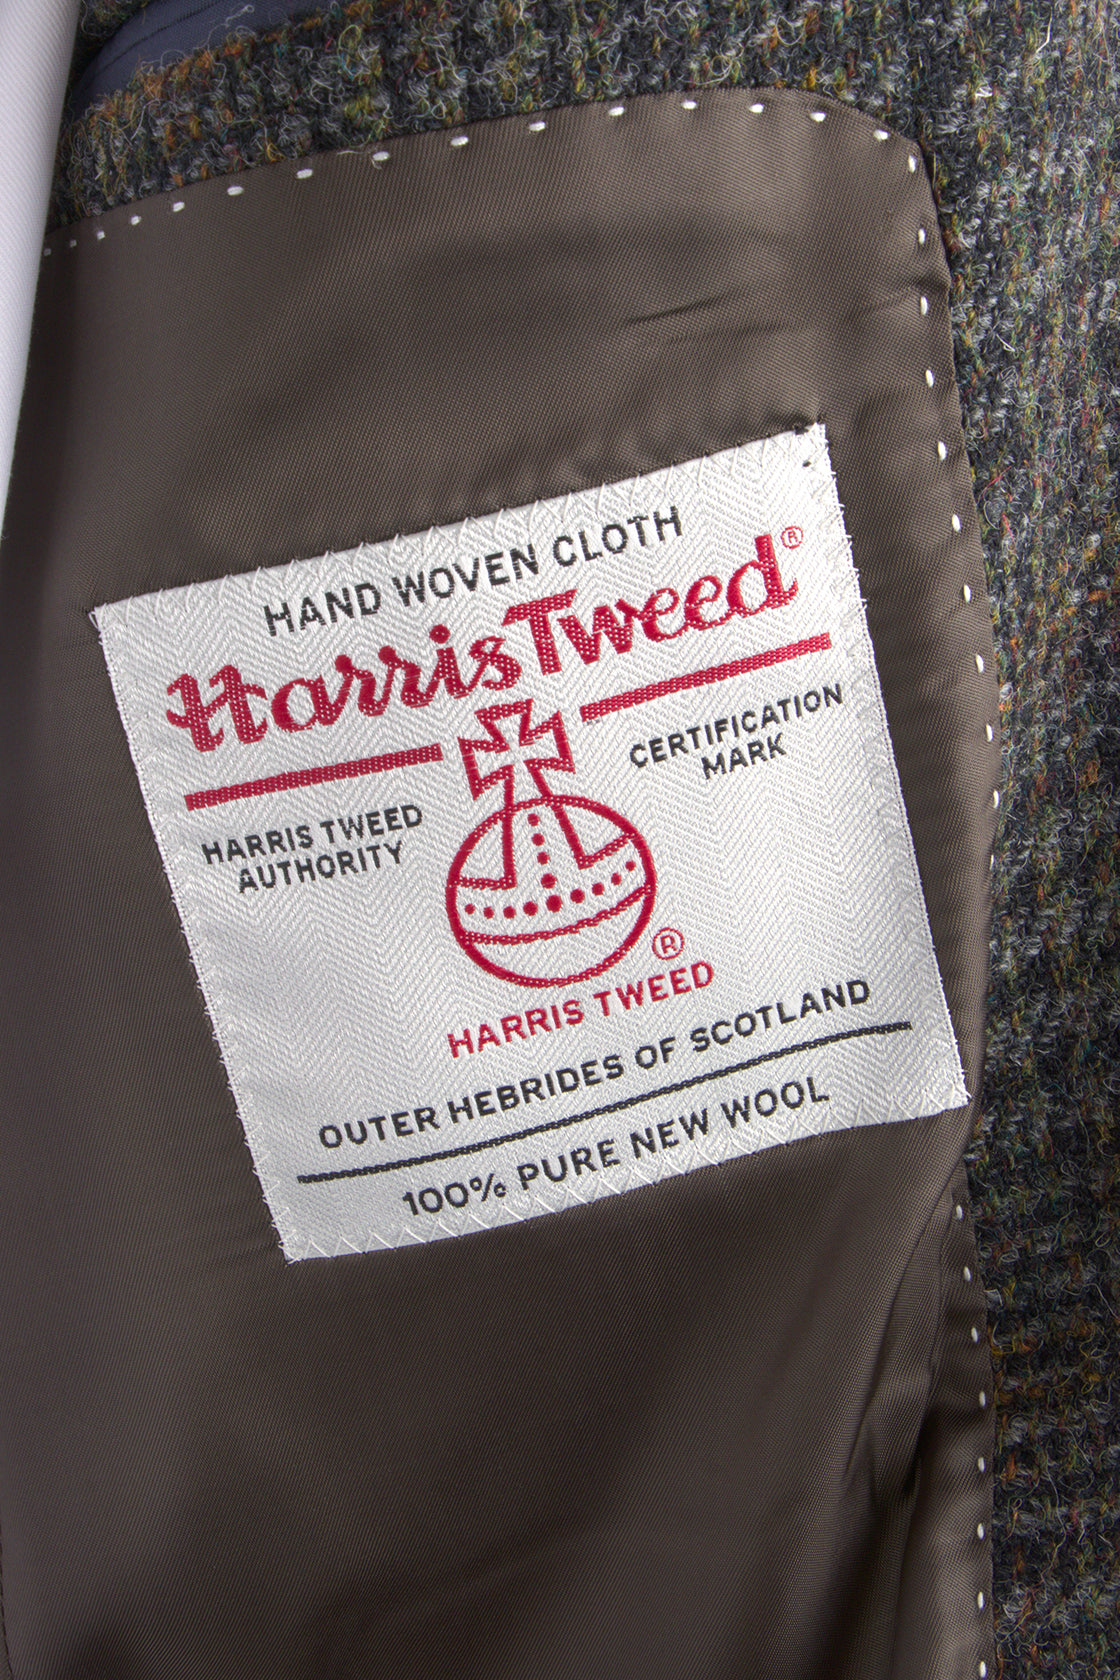 HAND WOVEN CLOTH
Harris Tweed®
HARRIS TWEED
AUTHORITY
CERTIFICATION
MARK
®
HARRIS TWEED
OUTER HEBRIDES OF SCOTLAND
100% PURE NEW WOOL